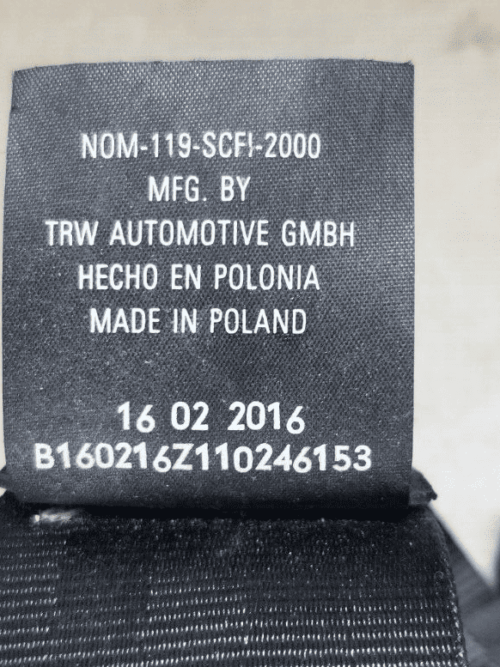 NOM-119-SCFI-2000
MFG. BY
TRW AUTOMOTIVE GMBH
HECHO EN POLONIA
MADE IN POLAND
16 02 2016
B160216Z110246153